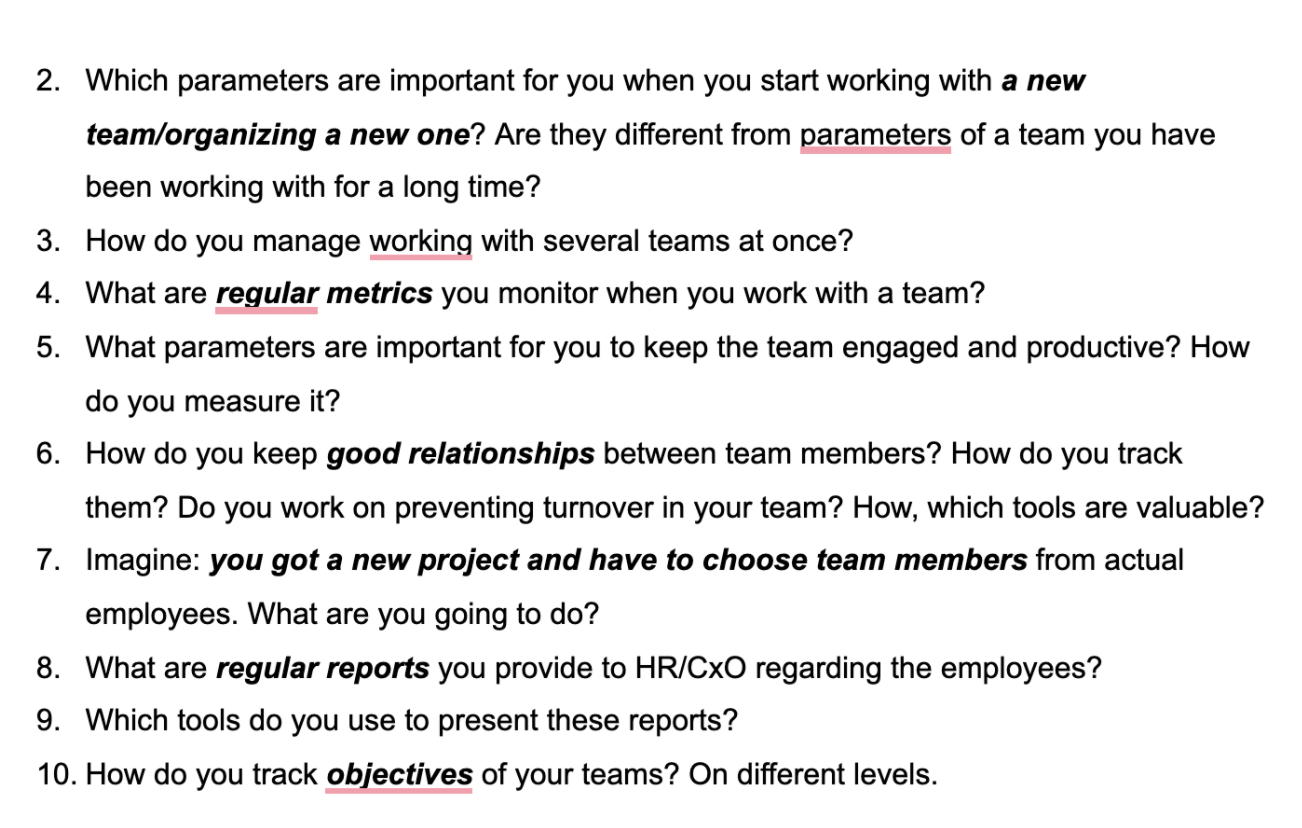 2. Which parameters are important for you when you start working with a new
team/organizing a new one? Are they different from parameters of a team you have
been working with for a long time?
3. How do you manage working with several teams at once?
4. What are regular metrics you monitor when you work with a team?
5. What parameters are important for you to keep the team engaged and productive? How
do you measure it?
6. How do you keep good relationships between team members? How do you track
them? Do you work on preventing turnover in your team? How, which tools are valuable?
7. Imagine: you got a new project and have to choose team members from actual
employees. What are you going to do?
8. What are regular reports you provide to HR/CxO regarding the employees?
9. Which tools do you use to present these reports?
10. How do you track objectives of your teams? On different levels.